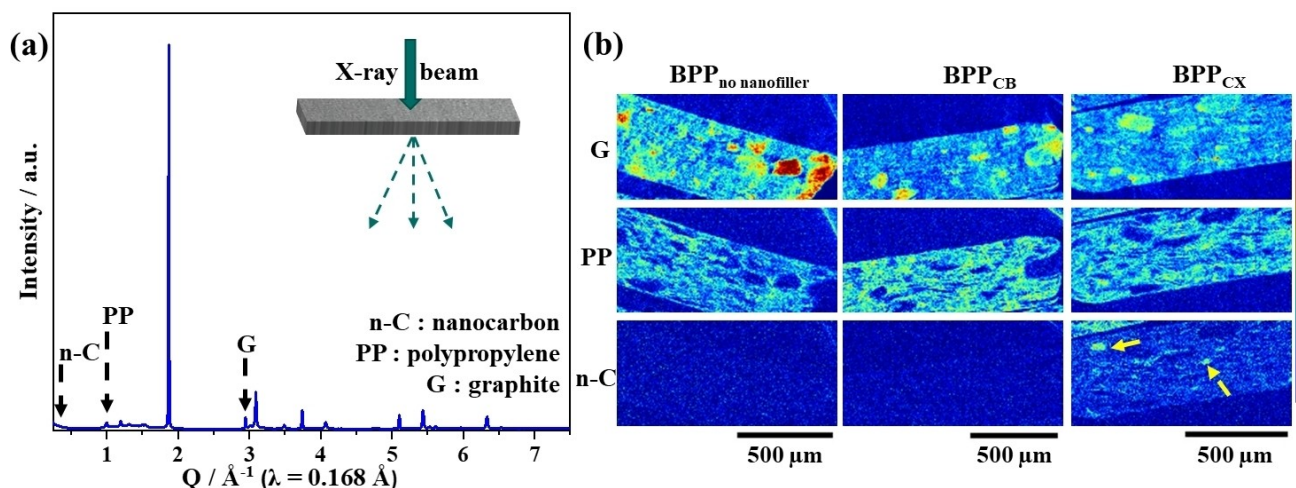 (a)
X-ray beam
Intensity / a.u.
PP
n-C
G
n-C : nanocarbon
PP : polypropylene
G : graphite
1 2 3 4 5 6 7
Q / Å⁻¹ (λ = 0.168 Å)
(b)
BPPno nanofiller BPPCB BPPCX
G
PP
n-C
500 µm 500 µm 500 µm